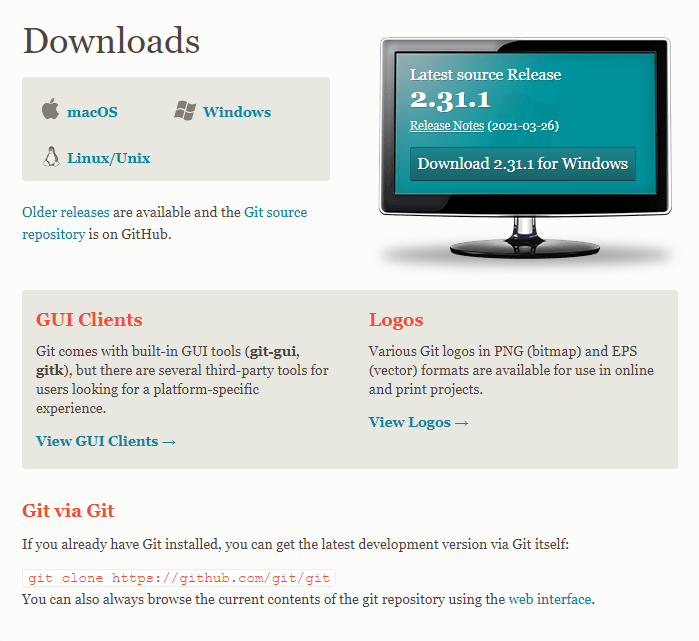 Downloads
macOS
Windows
Linux/Unix
Older releases are available and the Git source
repository is on GitHub.
Latest source Release
2.31.1
Release Notes (2021-03-26)
Download 2.31.1 for Windows
GUI Clients
Git comes with built-in GUI tools (git-gui,
gitk), but there are several third-party tools for
users looking for a platform-specific
experience.
View GUI Clients →
Logos
Various Git logos in PNG (bitmap) and EPS
(vector) formats are available for use in online
and print projects.
View Logos →
Git via Git
If you already have Git installed, you can get the latest development version via Git itself:
git clone https://github.com/git/git
You can also always browse the current contents of the git repository using the web interface.